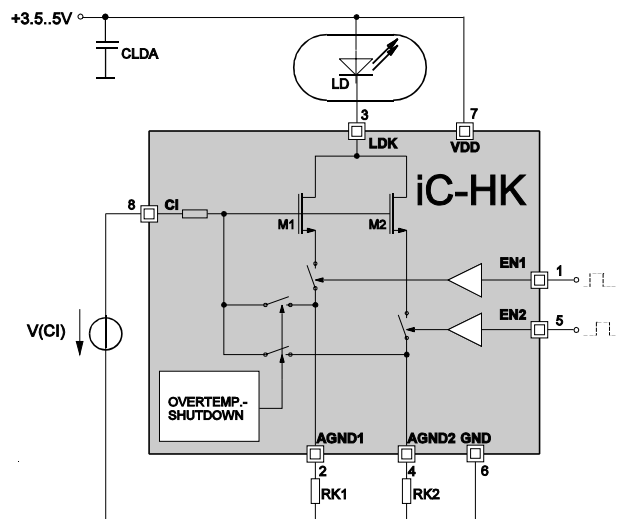 +3.5..5V
CLDA
LD
3
7
LDK
VDD
iC-HK
8
CI
M1
M2
EN1
1
EN2
5
V(CI)
OVERTEMP.-
SHUTDOWN
AGND1
AGND2
GND
2
4
6
RK1
RK2